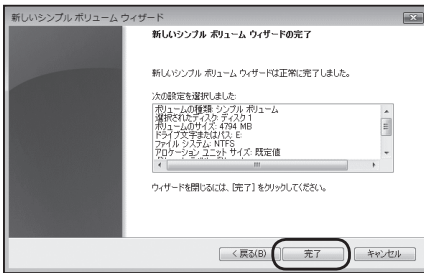 新しいシンプル ボリューム ウィザード
新しいシンプル ボリューム ウィザードの完了
新しいシンプル ボリューム ウィザードは正常に完了しました。
次の設定を選択しました:
ボリュームの種類: シンプル ボリューム
選択されたディスク: ディスク 1
ボリュームのサイズ: 4794 MB
ドライブ文字またはパス: E:
ファイル システム: NTFS
アロケーション ユニット サイズ: 既定値
ウィザードを閉じるには、[完了] をクリックしてください。
< 戻る(B)
完了
キャンセル